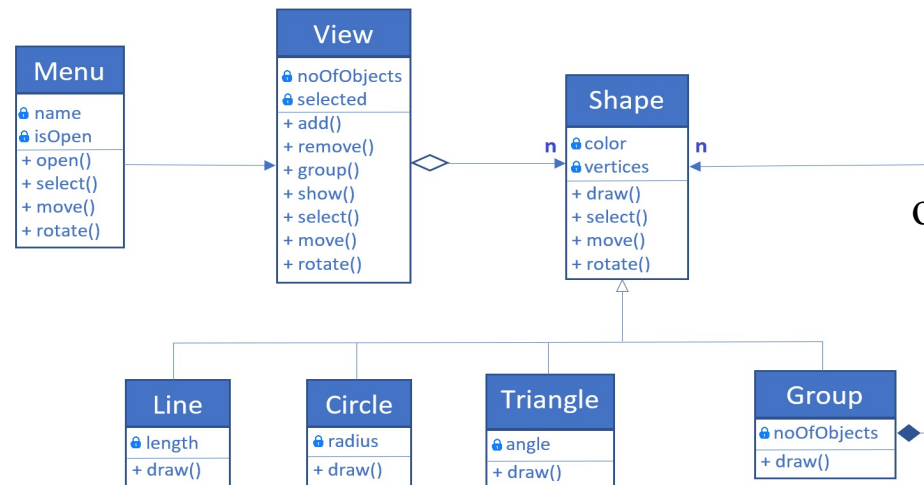 Menu
name
isOpen
+ open()
+ select()
+ move()
+ rotate()
View
noOfObjects
selected
+ add()
+ remove()
+ group()
+ show()
+ select()
+ move()
+ rotate()
n
Shape
color
vertices
+ draw()
+ select()
+ move()
+ rotate()
n
Line
length
+ draw()
Circle
radius
+ draw()
Triangle
angle
+ draw()
Group
noOfObjects
+ draw()